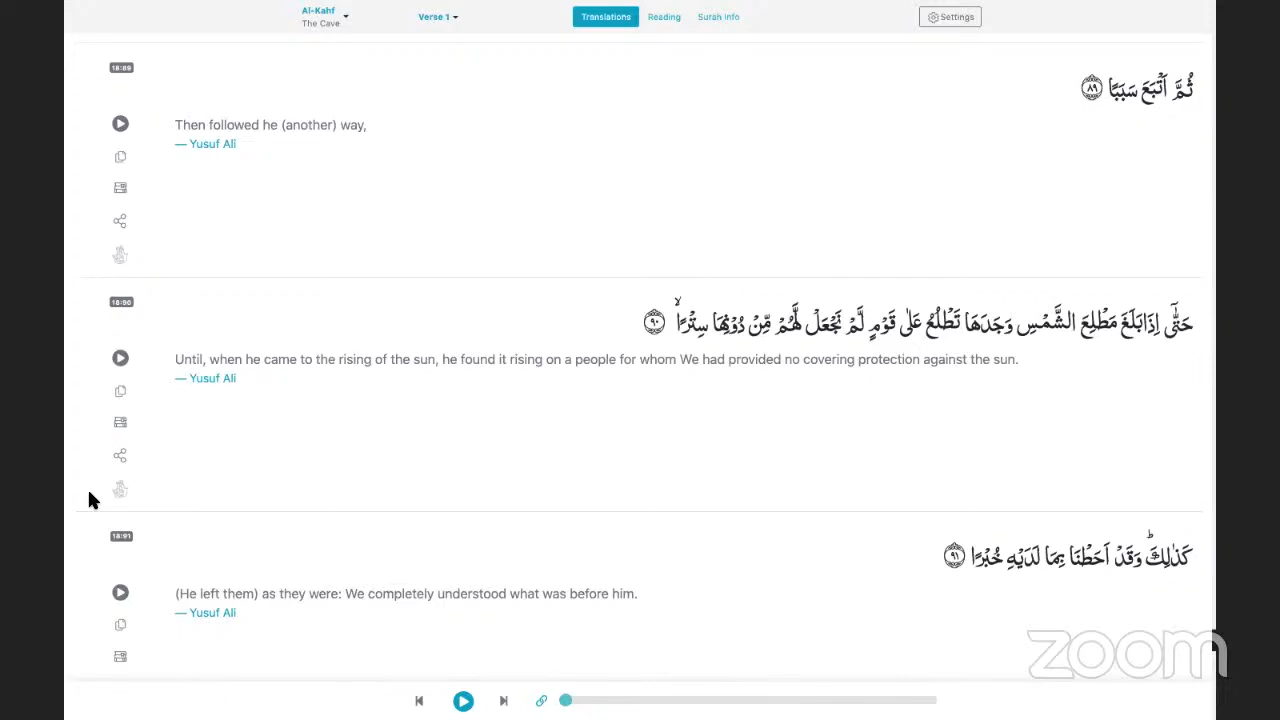 Al-Kahf
The Cave
Verse 1
Translations
Reading
Surah Info
Settings
18:89
ثُمَّ اَتْبَعَ سَبَبًا ﴿٨٩﴾
Then followed he (another) way,
— Yusuf Ali
18:90
حَتّٰۤى اِذَا بَلَغَ مَطْلِعَ الشَّمْسِ وَجَدَهَا تَطْلُعُ عَلٰى قَوْمٍ لَّمْ نَجْعَلْ لَّهُمْ مِّنْ دُوْنِهَا سِتْرًا ۙ ﴿٩٠﴾
Until, when he came to the rising of the sun, he found it rising on a people for whom We had provided no covering protection against the sun.
— Yusuf Ali
18:91
كَذٰلِكَ ؕ وَقَدْ اَحَطْنَا بِمَا لَدَيْهِ خُبْرًا ﴿٩١﴾
(He left them) as they were: We completely understood what was before him.
— Yusuf Ali
zoom